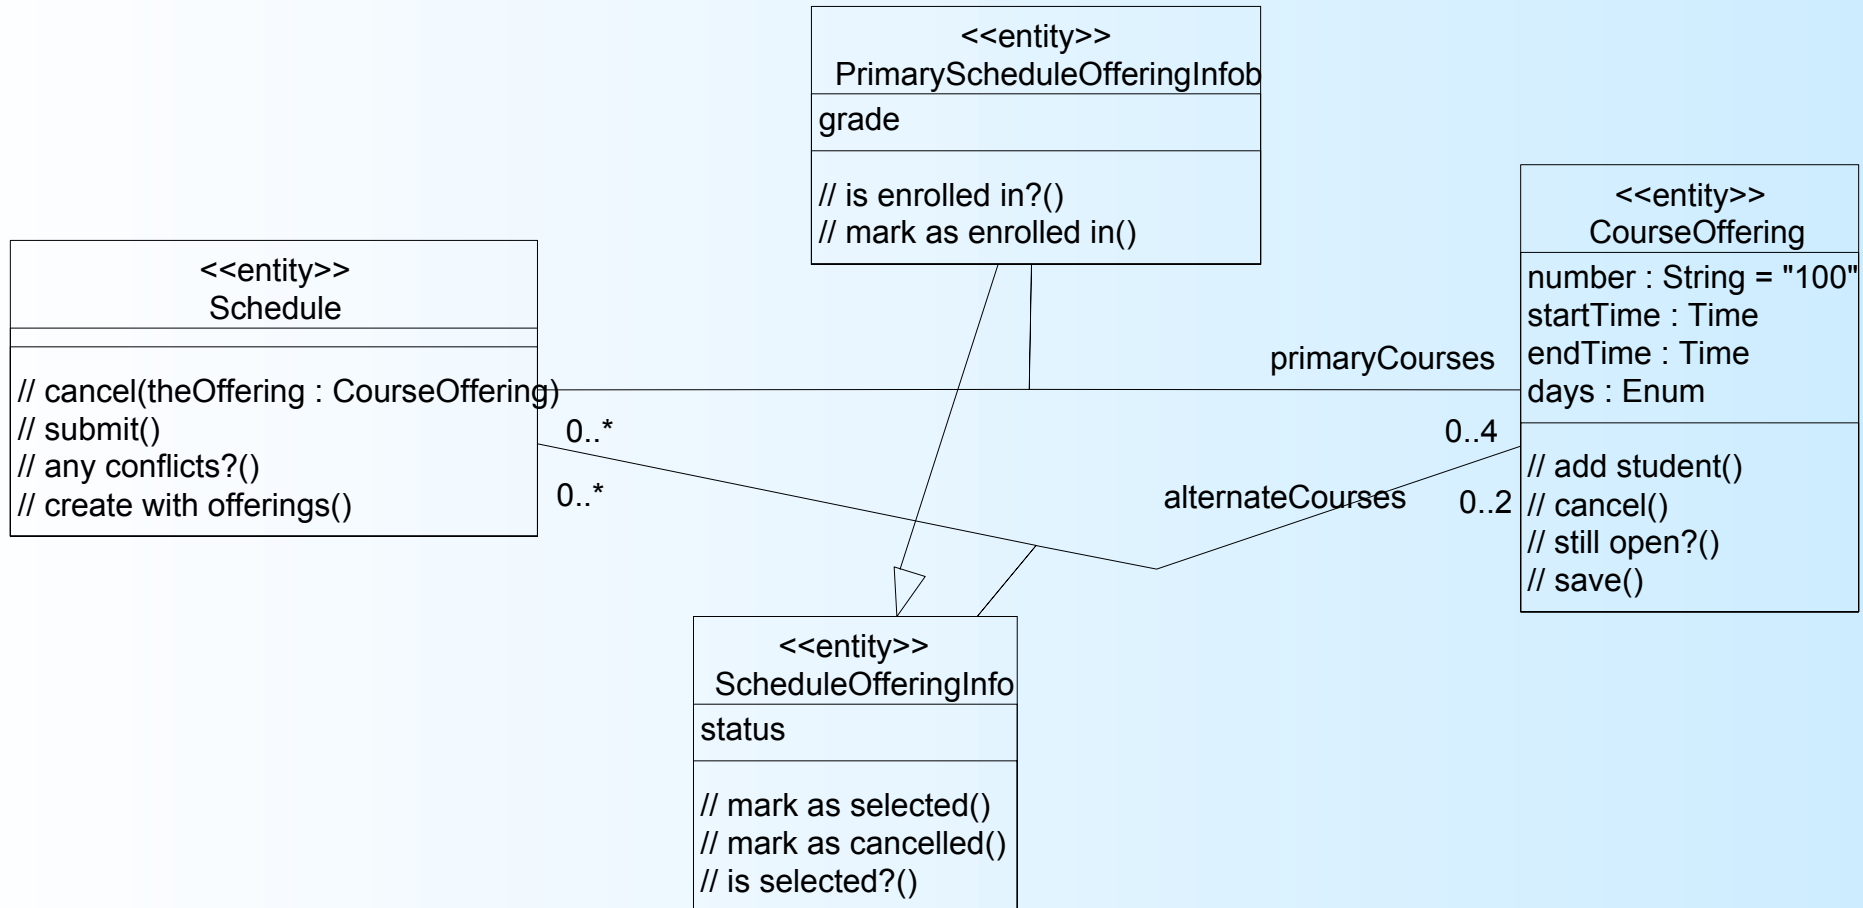 <<entity>>
PrimaryScheduleOfferingInfob
grade
// is enrolled in?()
// mark as enrolled in()
<<entity>>
Schedule
// cancel(theOffering : CourseOffering)
// submit()
// any conflicts?()
// create with offerings()
<<entity>>
CourseOffering
number : String = "100"
startTime : Time
endTime : Time
days : Enum
// add student()
// cancel()
// still open?()
// save()
primaryCourses
0..*
0..4
0..*
alternateCourses
0..2
<<entity>>
ScheduleOfferingInfo
status
// mark as selected()
// mark as cancelled()
// is selected?()